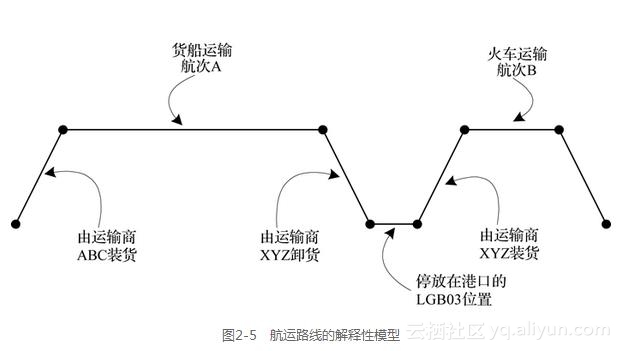 货船运输
航次A
火车运输
航次B
由运输商
ABC装货
由运输商
XYZ卸货
由运输商
XYZ装货
停放在港口的
LGB03位置
图2-5 航运路线的解释性模型
云栖社区 yq.aliyun.com